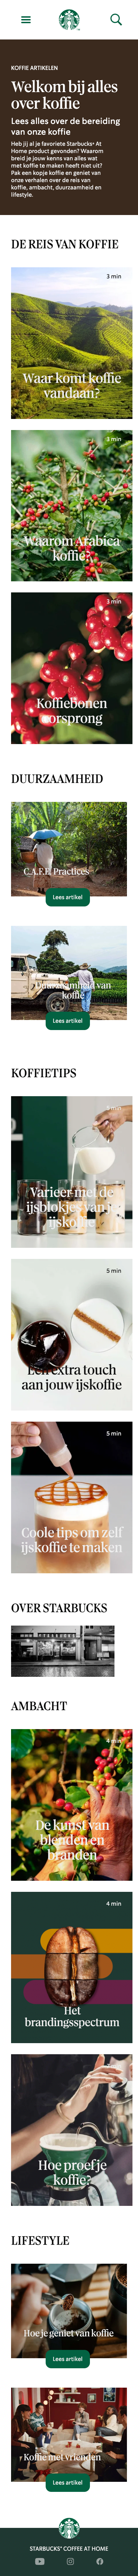 KOFFIE ARTIKELEN
Welkom bij alles
over koffie
Lees alles over de bereiding
van onze koffie
Heb jij al je favoriete Starbucks® At
Home product gevonden? Waarom
breid je jouw kennis over alles wat
met koffie te maken heeft niet uit?
Pak een kopje koffie en geniet van
onze verhalen over de reis van
koffie, ambacht, duurzaamheid en
lifestyle.
DE REIS VAN KOFFIE
3 min
Waar komt koffie
vandaan?
3 min
Waarom Arabica
koffie?
3 min
Koffiebonen
oorsprong
DUURZAAMHEID
C.A.F.E. Practices
Lees artikel
Duurzaamheid van
koffie
Lees artikel
KOFFIETIPS
Varieer met de
ijsblokjes van je
ijskoffie
5 min
Een extra touch
aan jouw ijskoffie
5 min
Coole tips om zelf
ijskoffie te maken
OVER STARBUCKS
AMBACHT
4 min
De kunst van
blenden en
branden
4 min
Het
brandingsspectrum
Hoe proef je
koffie?
LIFESTYLE
Hoe je geniet van koffie
Lees artikel
Koffie met vrienden
Lees artikel
STARBUCKS® COFFEE AT HOME